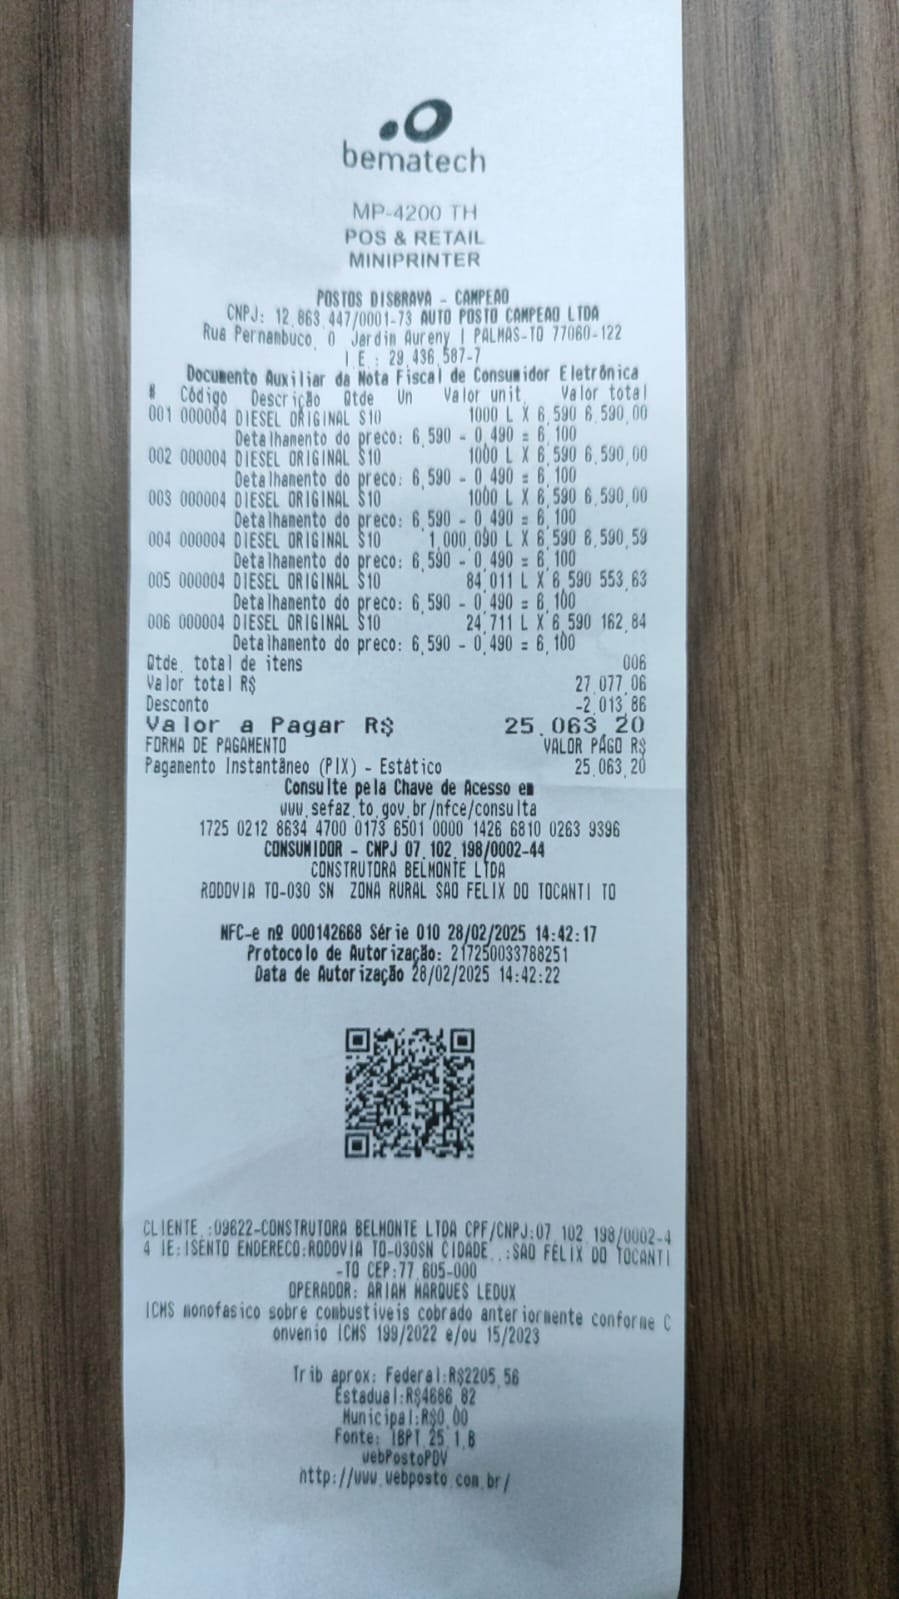 bematech
MP-4200 TH
POS & RETAIL
MINIPRINTER
POSTOS DISBRAVA - CAMPEAO
CNPJ: 12.863.447/0001-73 AUTO POSTO CAMPEAO LTDA
Rua Pernambuco, 0 Jardim Aureny I PALMAS-TO 77060-122
I.E.: 29.436.587-7
Documento Auxiliar da Nota Fiscal de Consumidor Eletrônica
# Código Descrição Qtde Un Valor unit. Valor total
001 000004 DIESEL ORIGINAL S10 1000 L X 6,590 6.590,00
Detalhamento do preco: 6,590 - 0,490 = 6,100
002 000004 DIESEL ORIGINAL S10 1000 L X 6,590 6.590,00
Detalhamento do preco: 6,590 - 0,490 = 6,100
003 000004 DIESEL ORIGINAL S10 1000 L X 6,590 6.590,00
Detalhamento do preco: 6,590 - 0,490 = 6,100
004 000004 DIESEL ORIGINAL S10 1.000,090 L X 6,590 6.590,59
Detalhamento do preco: 6,590 - 0,490 = 6,100
005 000004 DIESEL ORIGINAL S10 84,011 L X 6,590 553,63
Detalhamento do preco: 6,590 - 0,490 = 6,100
006 000004 DIESEL ORIGINAL S10 24,711 L X 6,590 162,84
Detalhamento do preco: 6,590 - 0,490 = 6,100
Qtde. total de itens 006
Valor total R$ 27.077,06
Desconto -2.013,86
Valor a Pagar R$ 25.063,20
FORMA DE PAGAMENTO VALOR PAGO R$
Pagamento Instantâneo (PIX) - Estático 25.063,20
Consulte pela Chave de Acesso em
www.sefaz.to.gov.br/nfce/consulta
1725 0212 8634 4700 0173 6501 0000 1426 6810 0263 9396
CONSUMIDOR - CNPJ 07.102.198/0002-44
CONSTRUTORA BELMONTE LTDA
RODOVIA TO-030 SN ZONA RURAL SAO FELIX DO TOCANTI TO
NFC-e nº 000142668 Série 010 28/02/2025 14:42:17
Protocolo de Autorização: 217250033788251
Data de Autorização 28/02/2025 14:42:22
CLIENTE.:09622-CONSTRUTORA BELMONTE LTDA CPF/CNPJ:07.102.198/0002-4
4 IE:ISENTO ENDERECO:RODOVIA TO-030SN CIDADE..:SAO FELIX DO TOCANTI
-TO CEP:77.605-000
OPERADOR: ARIAM MARQUES LEDUX
ICMS monofasico sobre combustiveis cobrado anteriormente conforme C
onvenio ICMS 199/2022 e/ou 15/2023
Trib aprox: Federal:R$2205,56
Estadual:R$4686,82
Municipal:R$0,00
Fonte: IBPT 25.1.B
webPostoPDV
http://www.webposto.com.br/